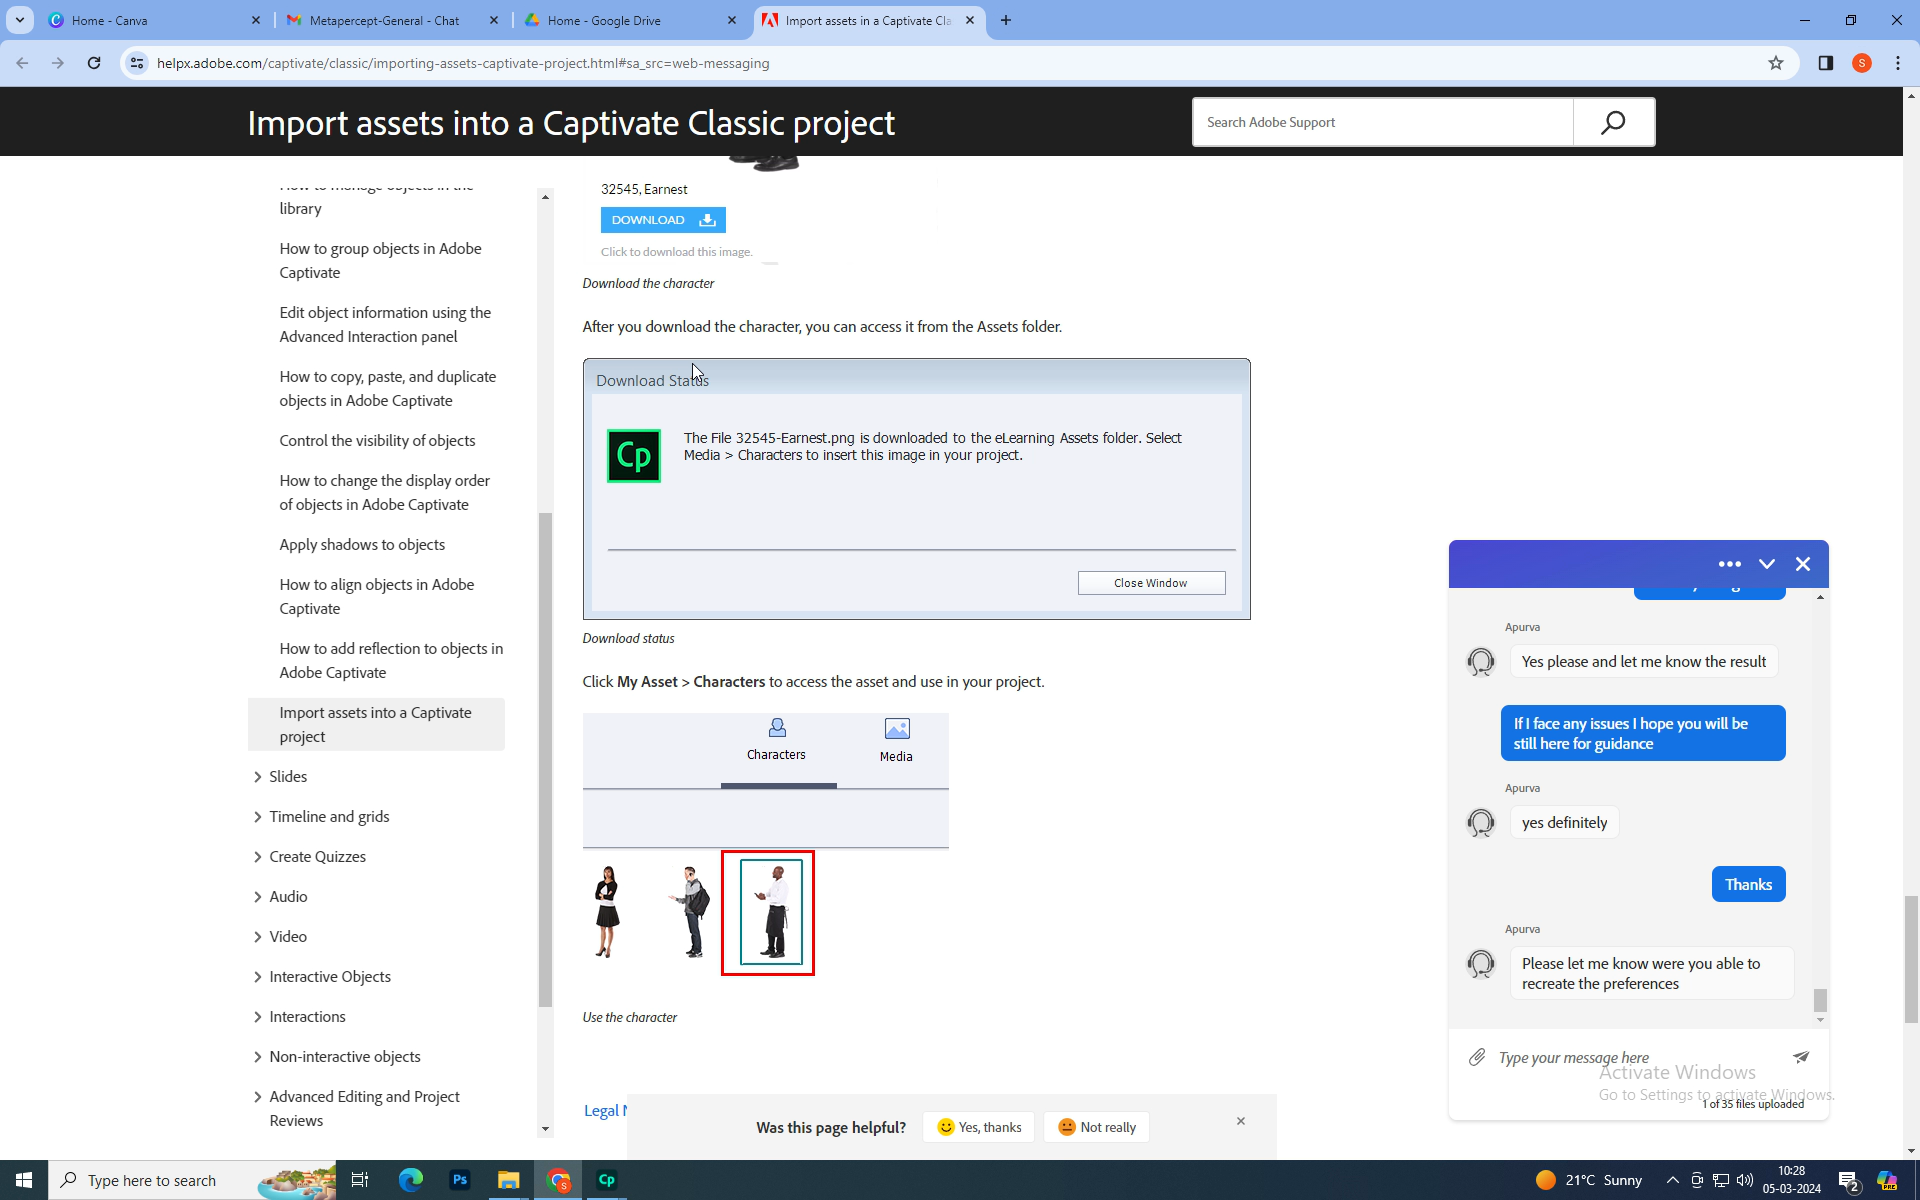 Home - Canva
Metapercept-General - Chat
Home - Google Drive
Import assets in a Captivate Cla
helpx.adobe.com/captivate/classic/importing-assets-captivate-project.html#sa_src=web-messaging
S
Import assets into a Captivate Classic project
Search Adobe Support
How to manage objects in the
library
How to group objects in Adobe
Captivate
Edit object information using the
Advanced Interaction panel
How to copy, paste, and duplicate
objects in Adobe Captivate
Control the visibility of objects
How to change the display order
of objects in Adobe Captivate
Apply shadows to objects
How to align objects in Adobe
Captivate
How to add reflection to objects in
Adobe Captivate
Import assets into a Captivate
project
Slides
Timeline and grids
Create Quizzes
Audio
Video
Interactive Objects
Interactions
Non-interactive objects
Advanced Editing and Project
Reviews
32545, Earnest
DOWNLOAD
Click to download this image.
Download the character
After you download the character, you can access it from the Assets folder.
Download Status
Cp
The File 32545-Earnest.png is downloaded to the eLearning Assets folder. Select
Media > Characters to insert this image in your project.
Close Window
Download status
Click My Asset > Characters to access the asset and use in your project.
Characters
Media
Use the character
Legal N
Was this page helpful?
Yes, thanks
Not really
Apurva
Yes please and let me know the result
If I face any issues I hope you will be
still here for guidance
Apurva
yes definitely
Thanks
Apurva
Please let me know were you able to
recreate the preferences
Type your message here
Activate Windows
Go to Settings to activate Windows.
1 of 35 files uploaded
Type here to search
Ps
S
Cp
21°C Sunny
10:28
05-03-2024
2
PRE